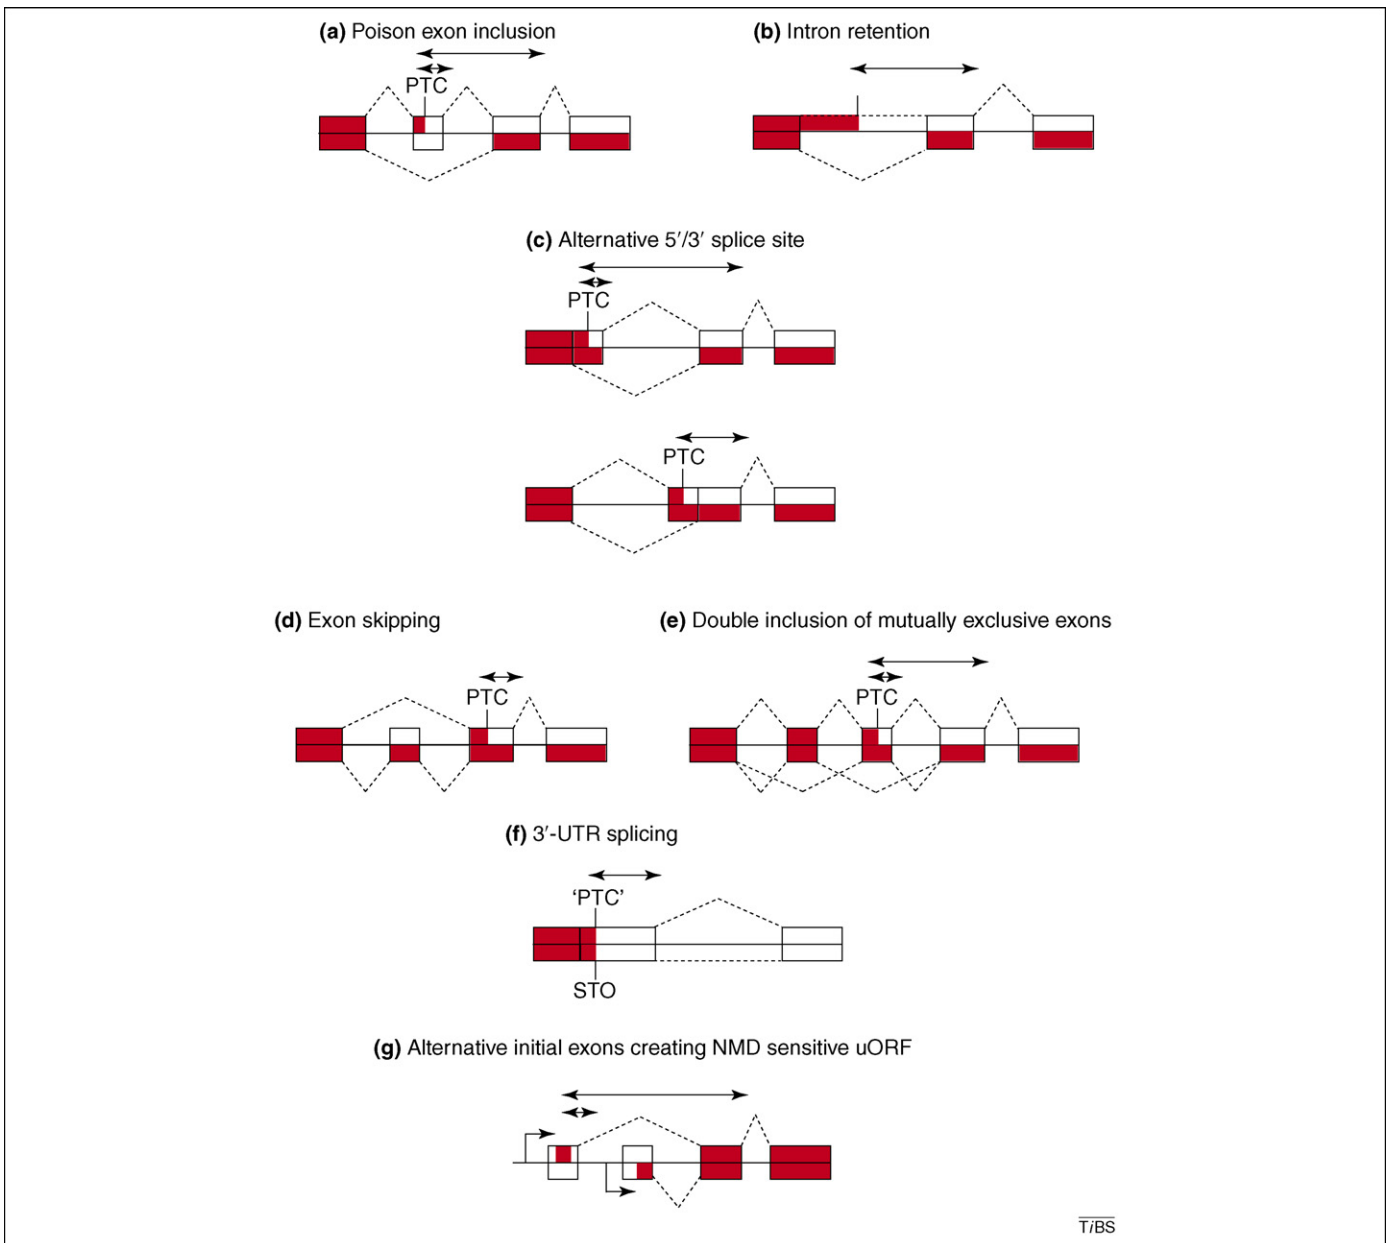 (a) Poison exon inclusion
PTC
(b) Intron retention
(c) Alternative 5′/3′ splice site
PTC
PTC
(d) Exon skipping
PTC
(e) Double inclusion of mutually exclusive exons
PTC
(f) 3′-UTR splicing
‘PTC’
STO
(g) Alternative initial exons creating NMD sensitive uORF
TiBS